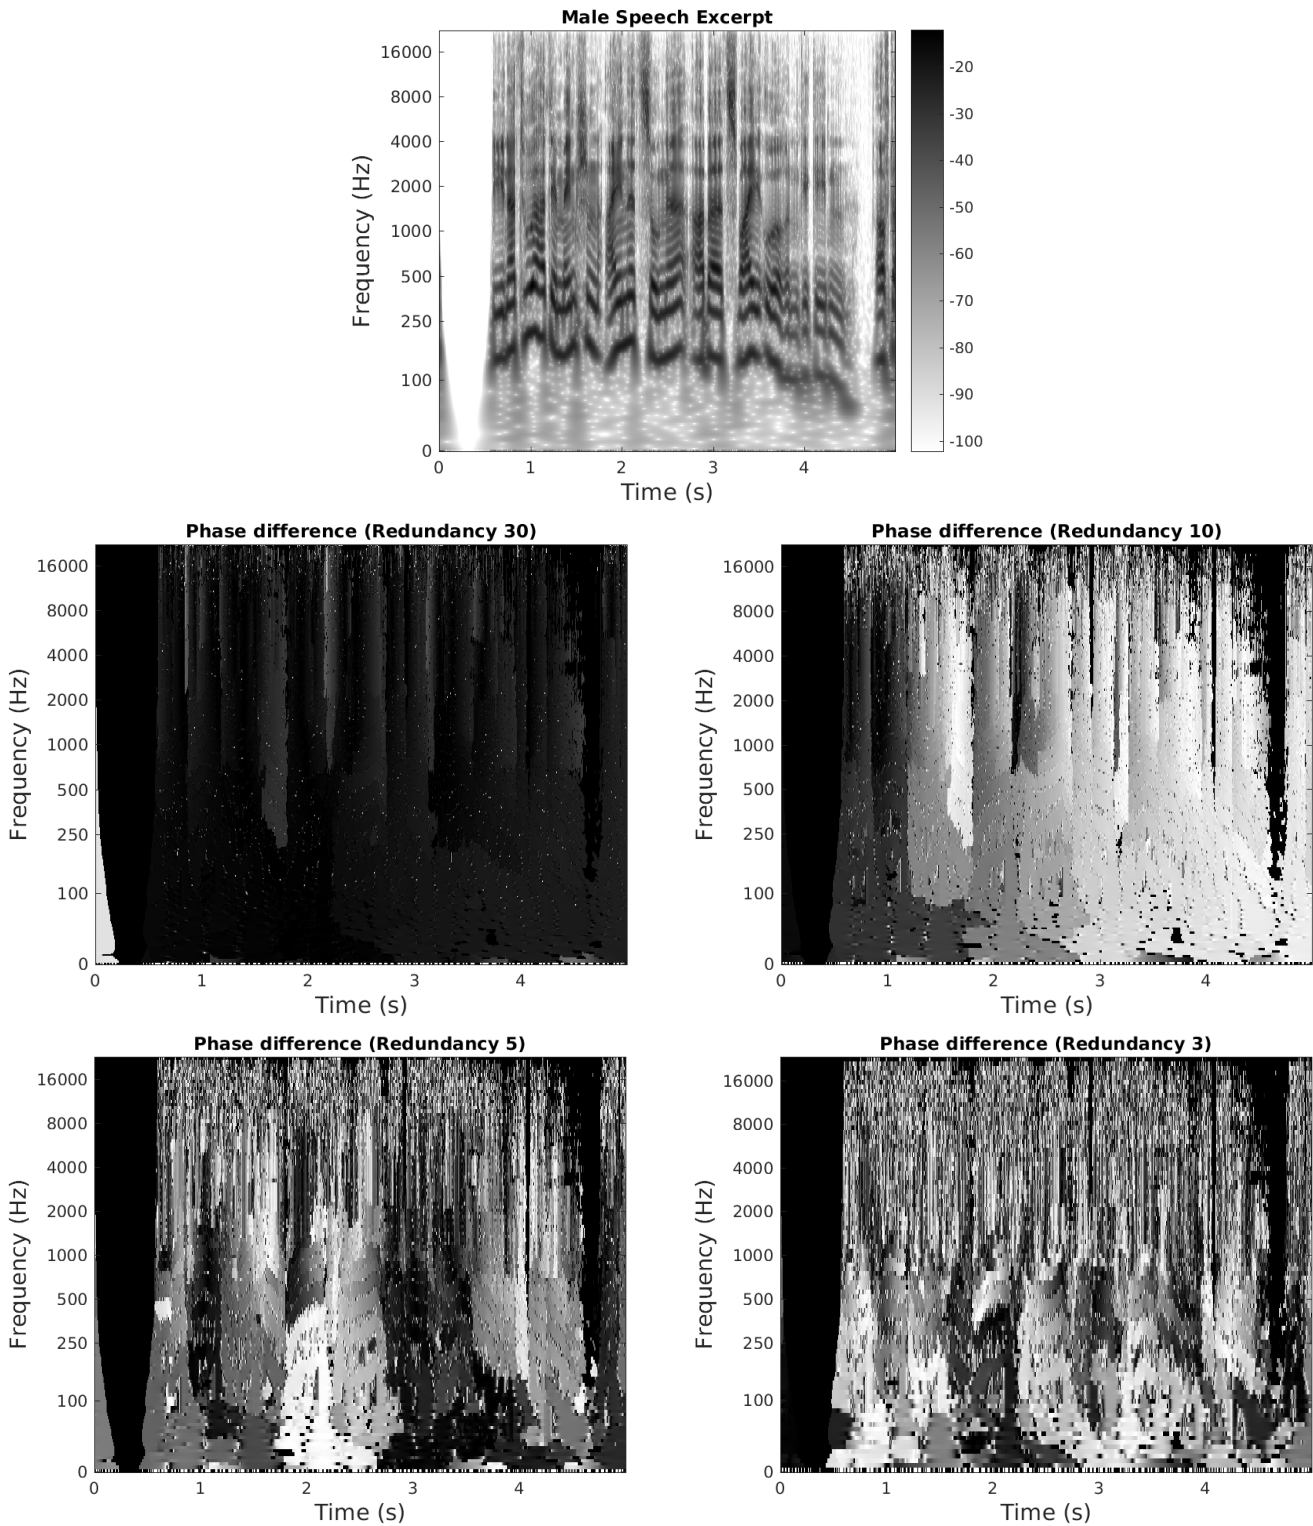 Male Speech Excerpt
Frequency (Hz)
16000
8000
4000
2000
1000
500
250
100
0
0 1 2 3 4
Time (s)
-20
-30
-40
-50
-60
-70
-80
-90
-100
Phase difference (Redundancy 30)
Frequency (Hz)
16000
8000
4000
2000
1000
500
250
100
0
0 1 2 3 4
Time (s)
Phase difference (Redundancy 10)
Frequency (Hz)
16000
8000
4000
2000
1000
500
250
100
0
0 1 2 3 4
Time (s)
Phase difference (Redundancy 5)
Frequency (Hz)
16000
8000
4000
2000
1000
500
250
100
0
0 1 2 3 4
Time (s)
Phase difference (Redundancy 3)
Frequency (Hz)
16000
8000
4000
2000
1000
500
250
100
0
0 1 2 3 4
Time (s)